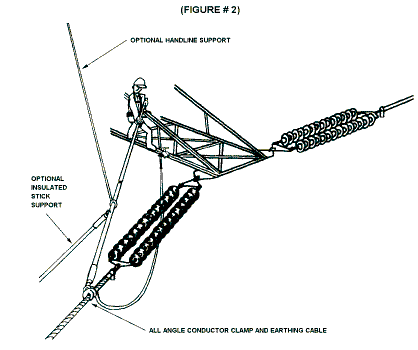 (FIGURE # 2)
OPTIONAL HANDLINE SUPPORT
OPTIONAL
INSULATED
STICK
SUPPORT
ALL ANGLE CONDUCTOR CLAMP AND EARTHING CABLE